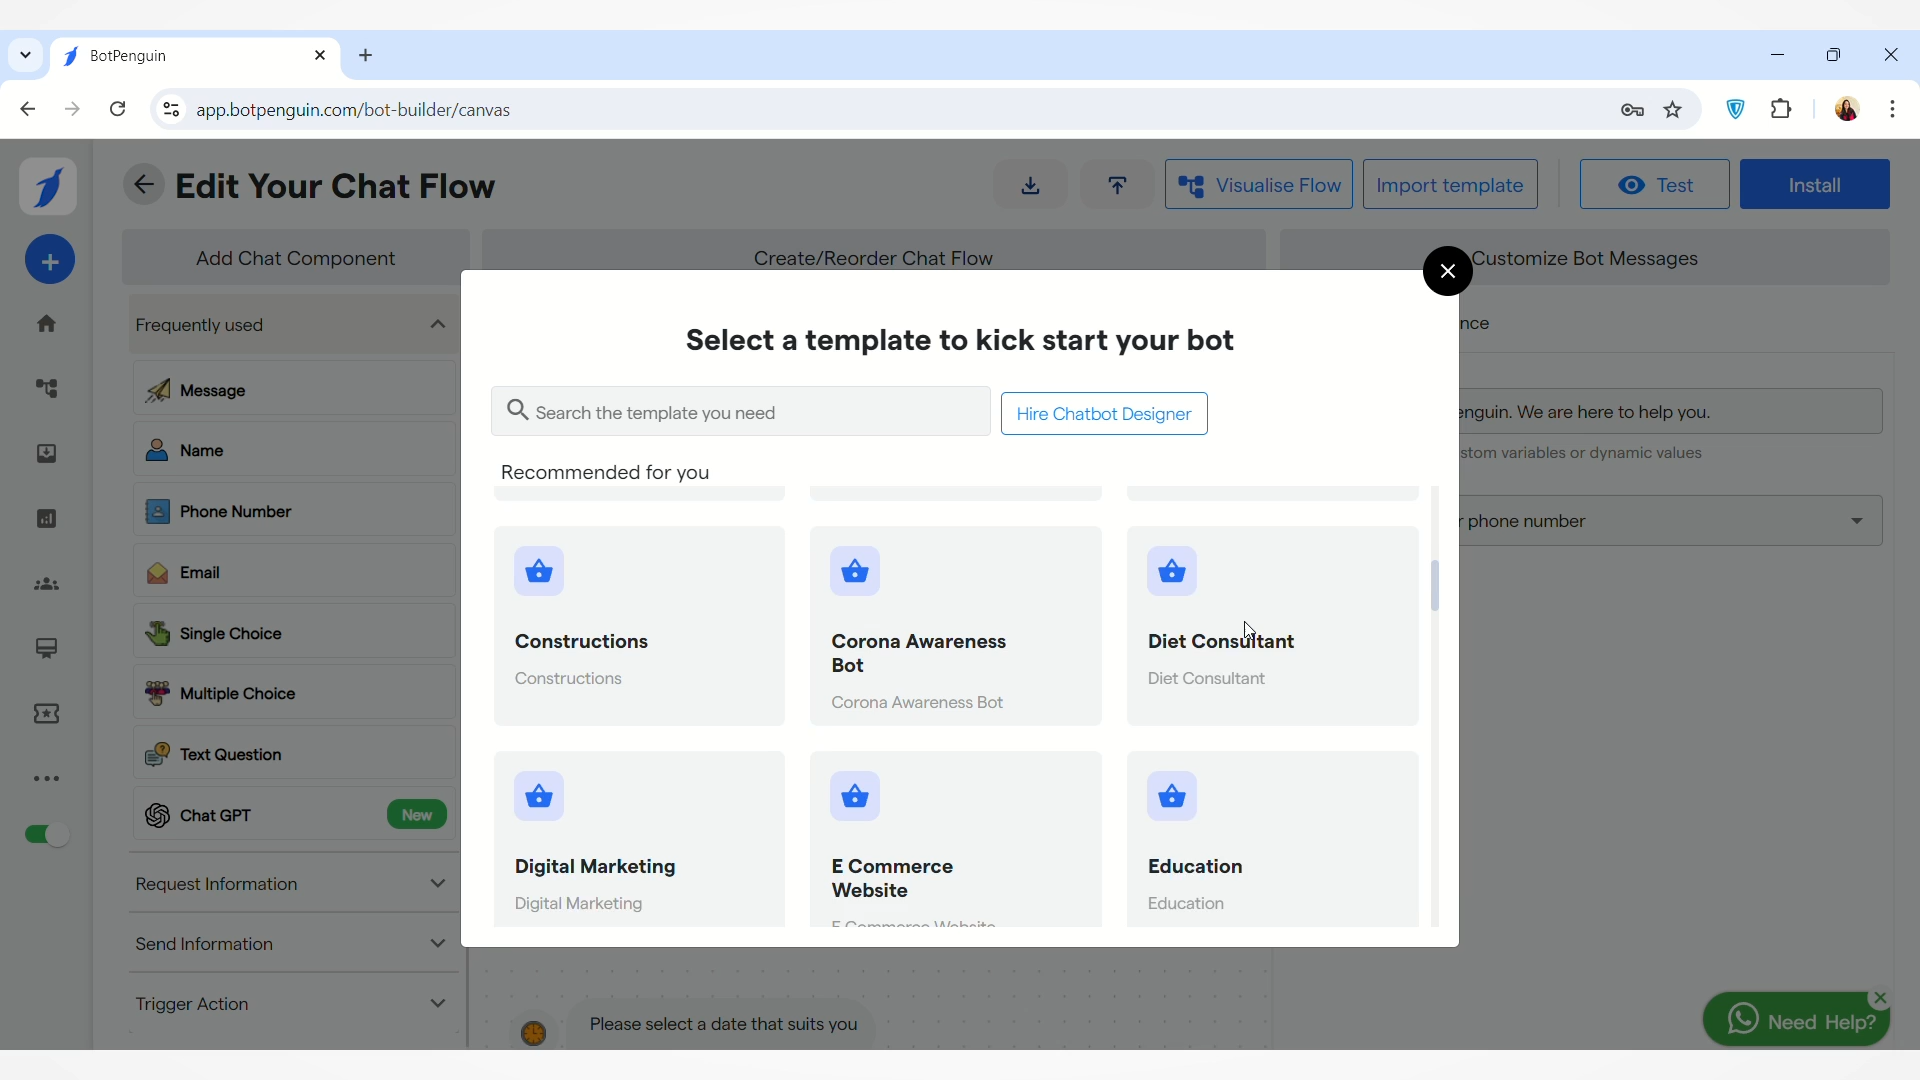 BotPenguin
app.botpenguin.com/bot-builder/canvas
Edit Your Chat Flow
Visualise Flow
Import template
Test
Install
Add Chat Component
Create/Reorder Chat Flow
Customize Bot Messages
Frequently used
Message
Name
Phone Number
Email
Single Choice
Multiple Choice
Text Question
Chat GPT
New
Request Information
Send Information
Trigger Action
Select a template to kick start your bot
Search the template you need
Hire Chatbot Designer
Recommended for you
Constructions
Constructions
Corona Awareness
Bot
Corona Awareness Bot
Diet Consultant
Diet Consultant
Digital Marketing
Digital Marketing
E Commerce
Website
E Commerce Website
Education
Education
nce
enguin. We are here to help you.
stom variables or dynamic values
r phone number
Please select a date that suits you
Need Help?